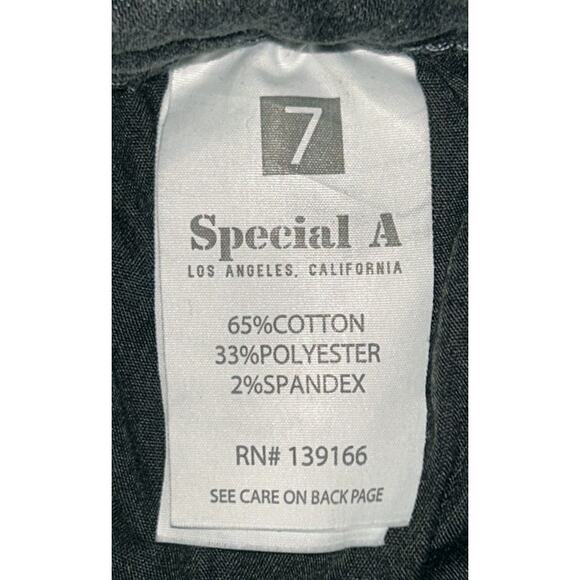 7
Special A
LOS ANGELES, CALIFORNIA
65%COTTON
33%POLYESTER
2%SPANDEX
RN# 139166
SEE CARE ON BACK PAGE